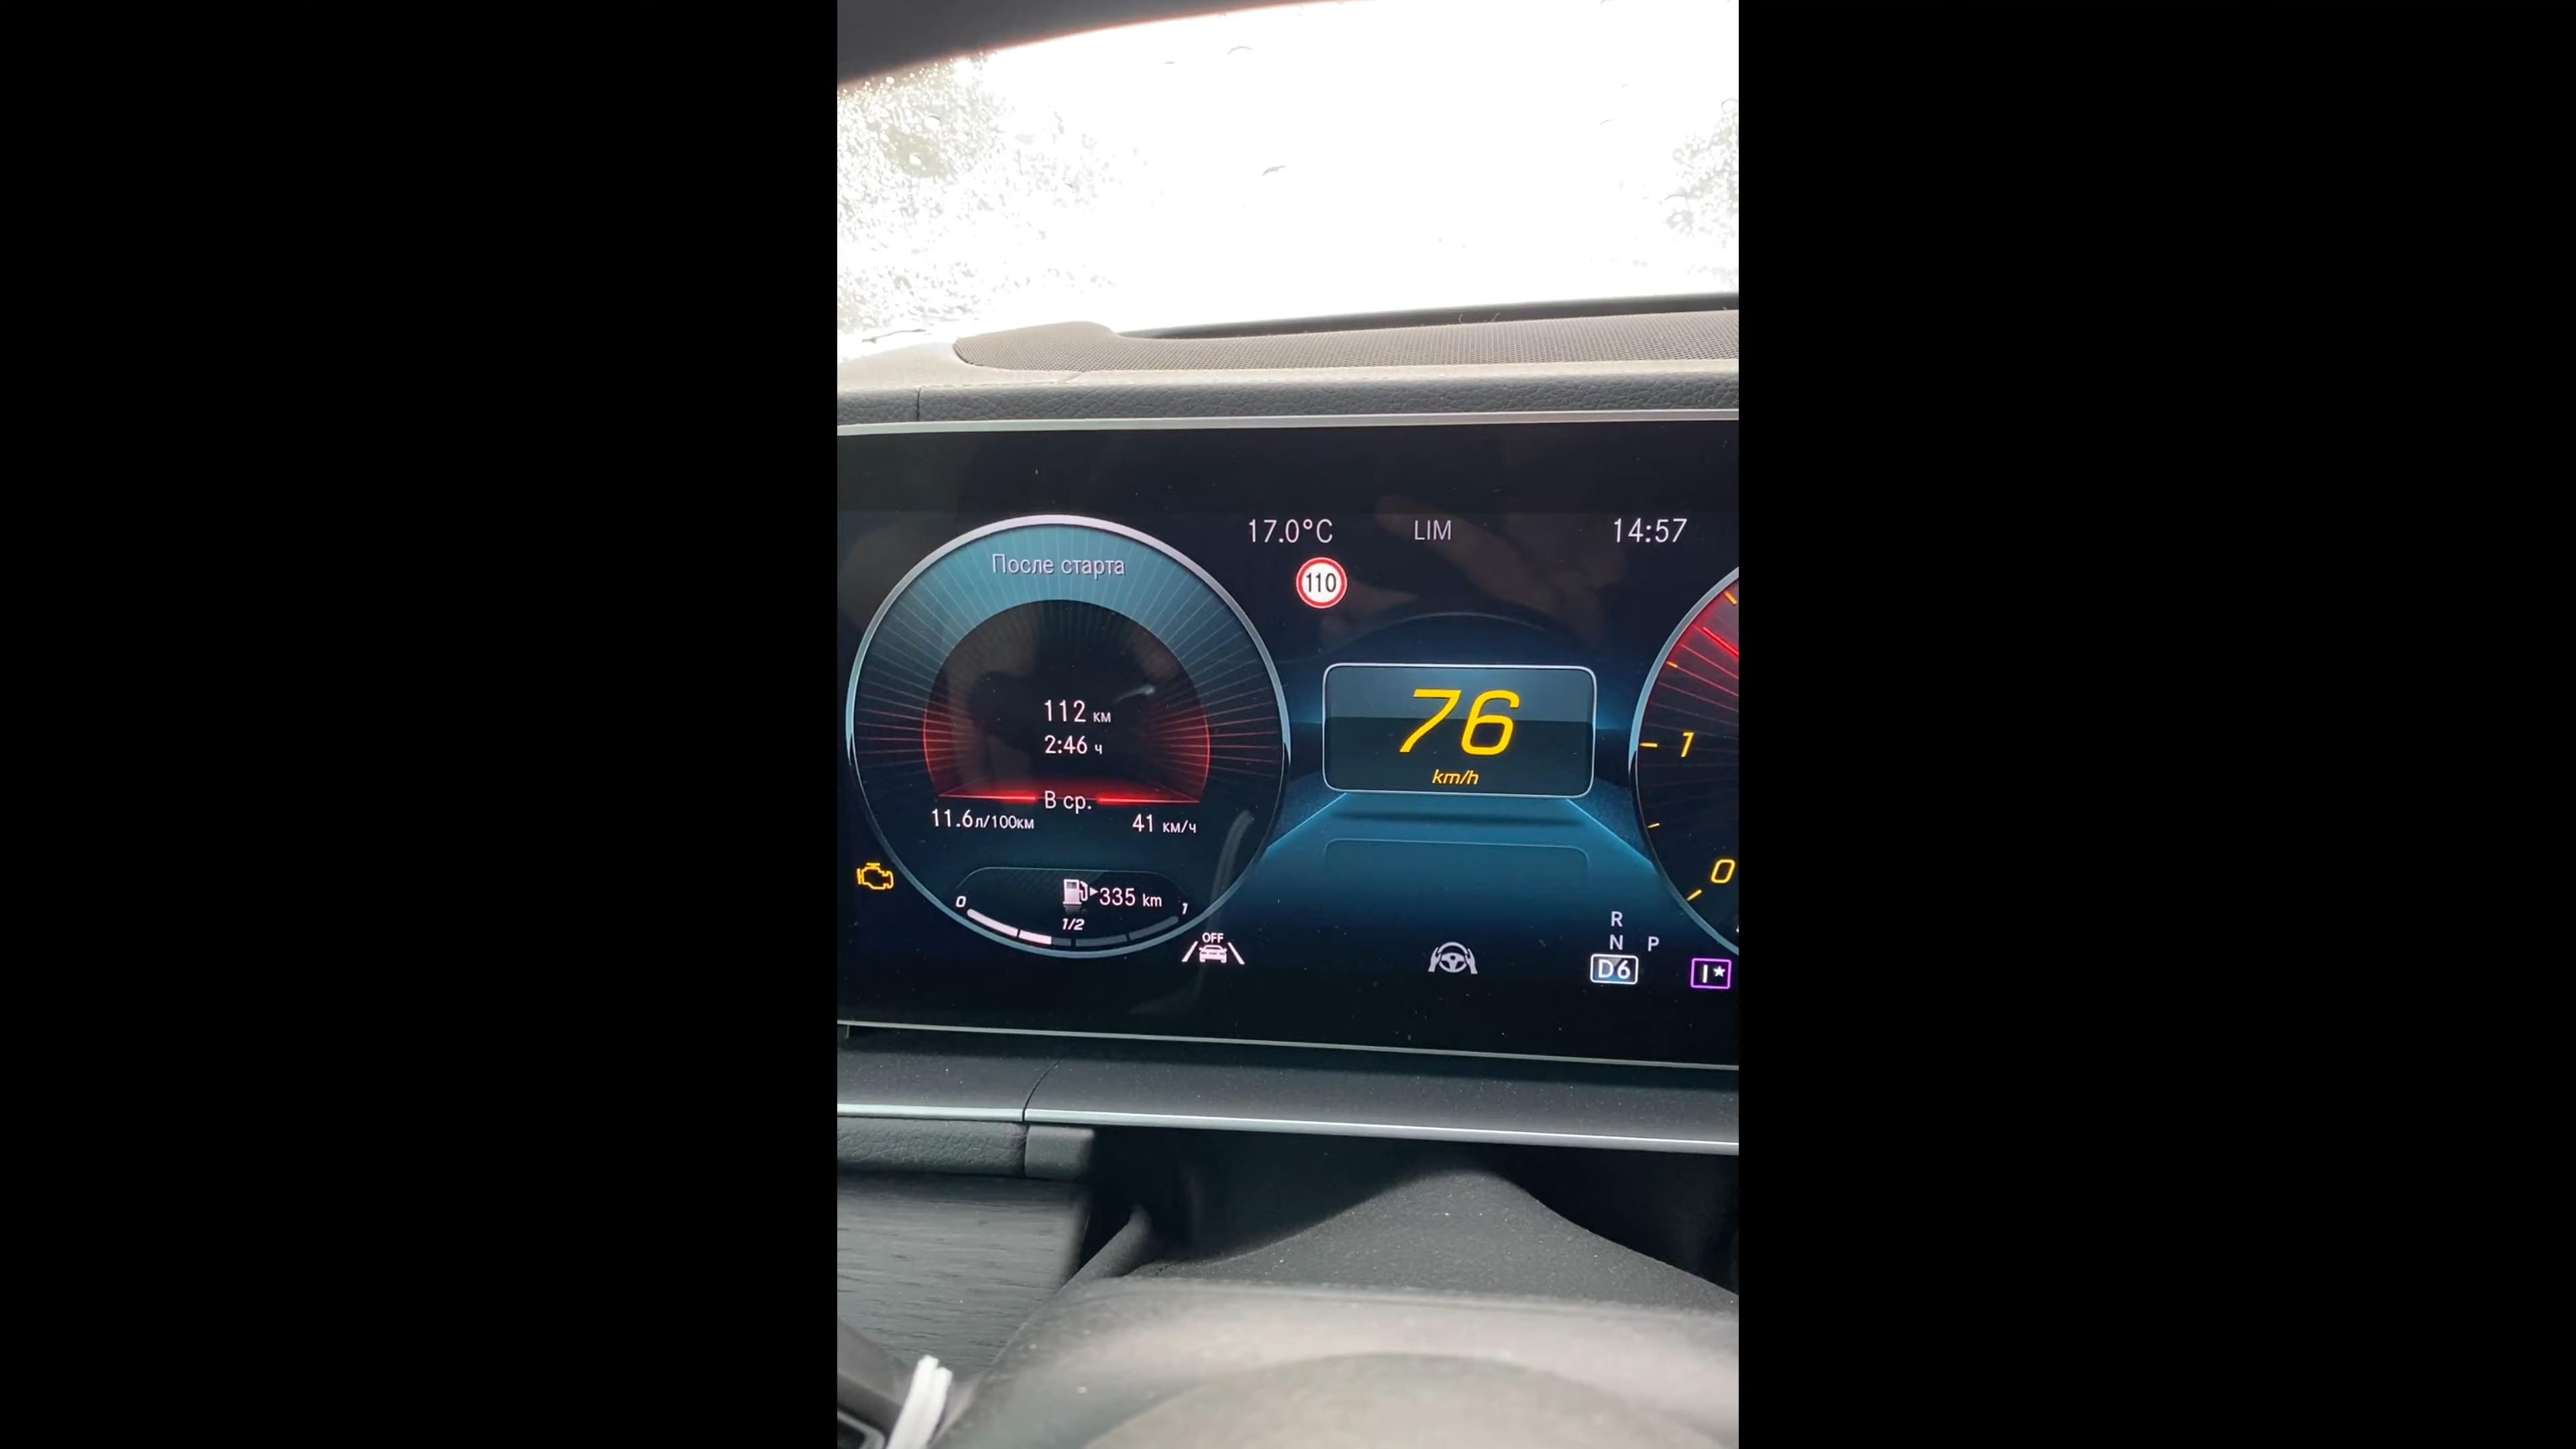 17.0°C LIM 14:57
После старта
110
112 км
2:46 ч
76
km/h
1
В ср.
11.6л/100км 41 км/ч
0
335 km
0 1/2 1
OFF
R
N P
D6
I*